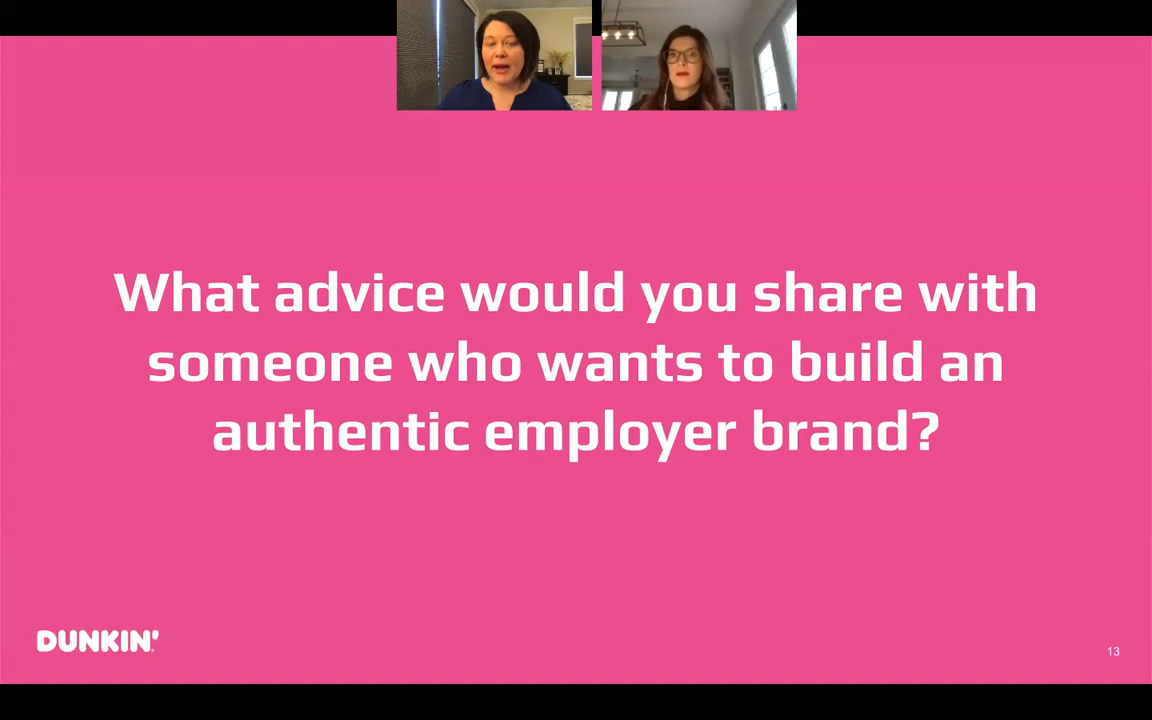 What advice would you share with
someone who wants to build an
authentic employer brand?
DUNKIN'
13